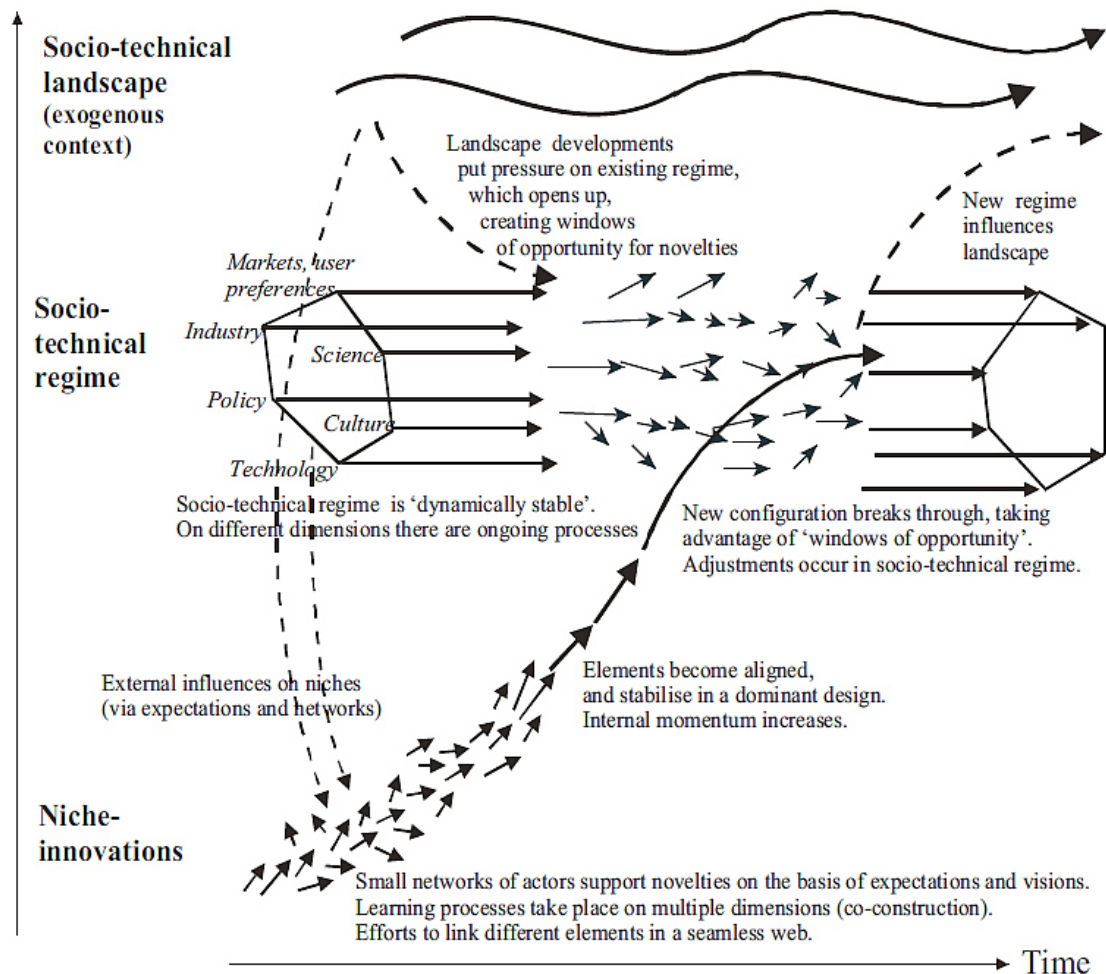 Socio-technical
landscape
(exogenous
context)
Landscape developments
put pressure on existing regime,
which opens up,
creating windows
of opportunity for novelties
New regime
influences
landscape
Markets, user
preferences
Industry
Science
Policy
Culture
Technology
Socio-
technical
regime
Socio-technical regime is ‘dynamically stable’.
On different dimensions there are ongoing processes
New configuration breaks through, taking
advantage of ‘windows of opportunity’.
Adjustments occur in socio-technical regime.
External influences on niches
(via expectations and networks)
Elements become aligned,
and stabilise in a dominant design.
Internal momentum increases.
Niche-
innovations
Small networks of actors support novelties on the basis of expectations and visions.
Learning processes take place on multiple dimensions (co-construction).
Efforts to link different elements in a seamless web.
Time